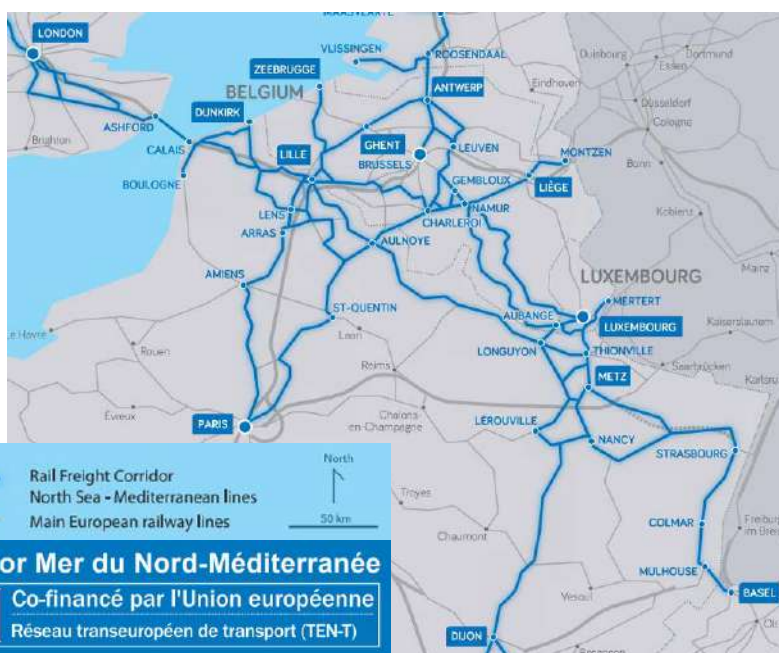 LONDON
VLISSINGEN
ROOSENDAAL
Duisbourg
Dortmund
Essen
ZEEBRUGGE
BELGIUM
ANTWERP
Eindhoven
Düsseldorf
Cologne
DUNKIRK
ASHFORD
Brighton
CALAIS
LILLE
GHENT
BRUSSELS
LEUVEN
MONTZEN
Bonn
BOULOGNE
GEMBLOUX
LIÈGE
LENS
NAMUR
Koblenz
ARRAS
CHARLEROI
AULNOYE
Mainz
AMIENS
LUXEMBOURG
MERTERT
ST-QUENTIN
AUBANGE
LUXEMBOURG
Kaiserslautern
Le Havre
Laon
LONGUYON
THIONVILLE
Rouen
Reims
Saarbrücken
METZ
Évreux
Chalons
en-Champagne
LEROUVILLE
PARIS
NANCY
STRASBOURG
Troyes
Chaumont
COLMAR
MULHOUSE
Vesoul
BASEL
DIJON
Rail Freight Corridor
North Sea - Mediterranean lines
Main European railway lines
North
50 km
or Mer du Nord-Méditerranée
Co-financé par l'Union européenne
Réseau transeuropéen de transport (TEN-T)